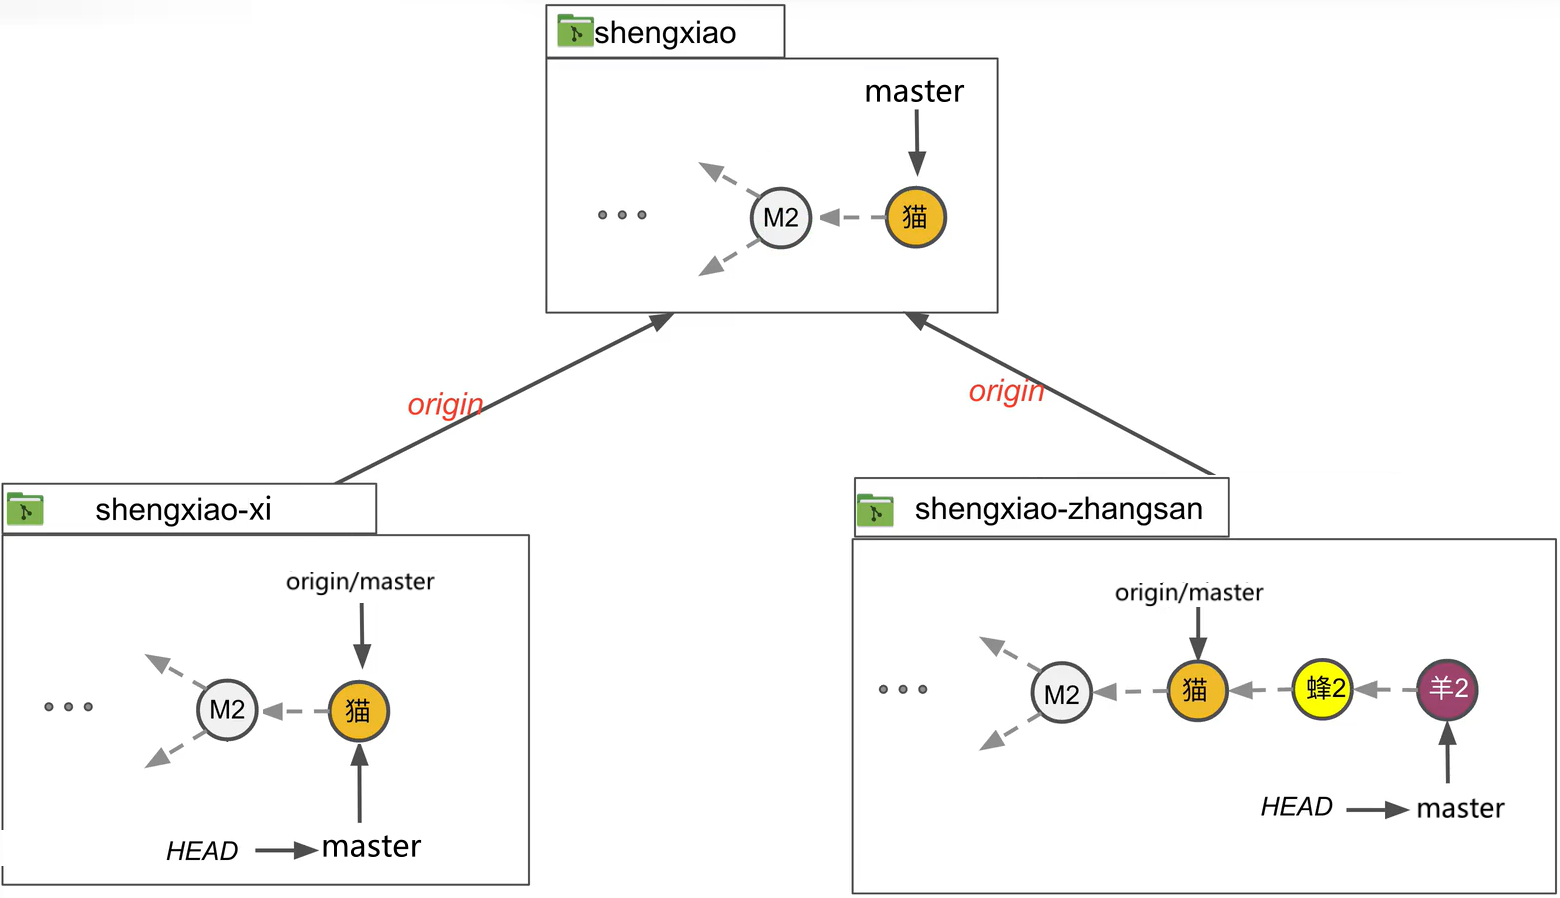 shengxiao
master
M2
猫
origin
origin
shengxiao-xi
origin/master
M2
猫
HEAD
master
shengxiao-zhangsan
origin/master
M2
猫
蜂2
羊2
HEAD
master